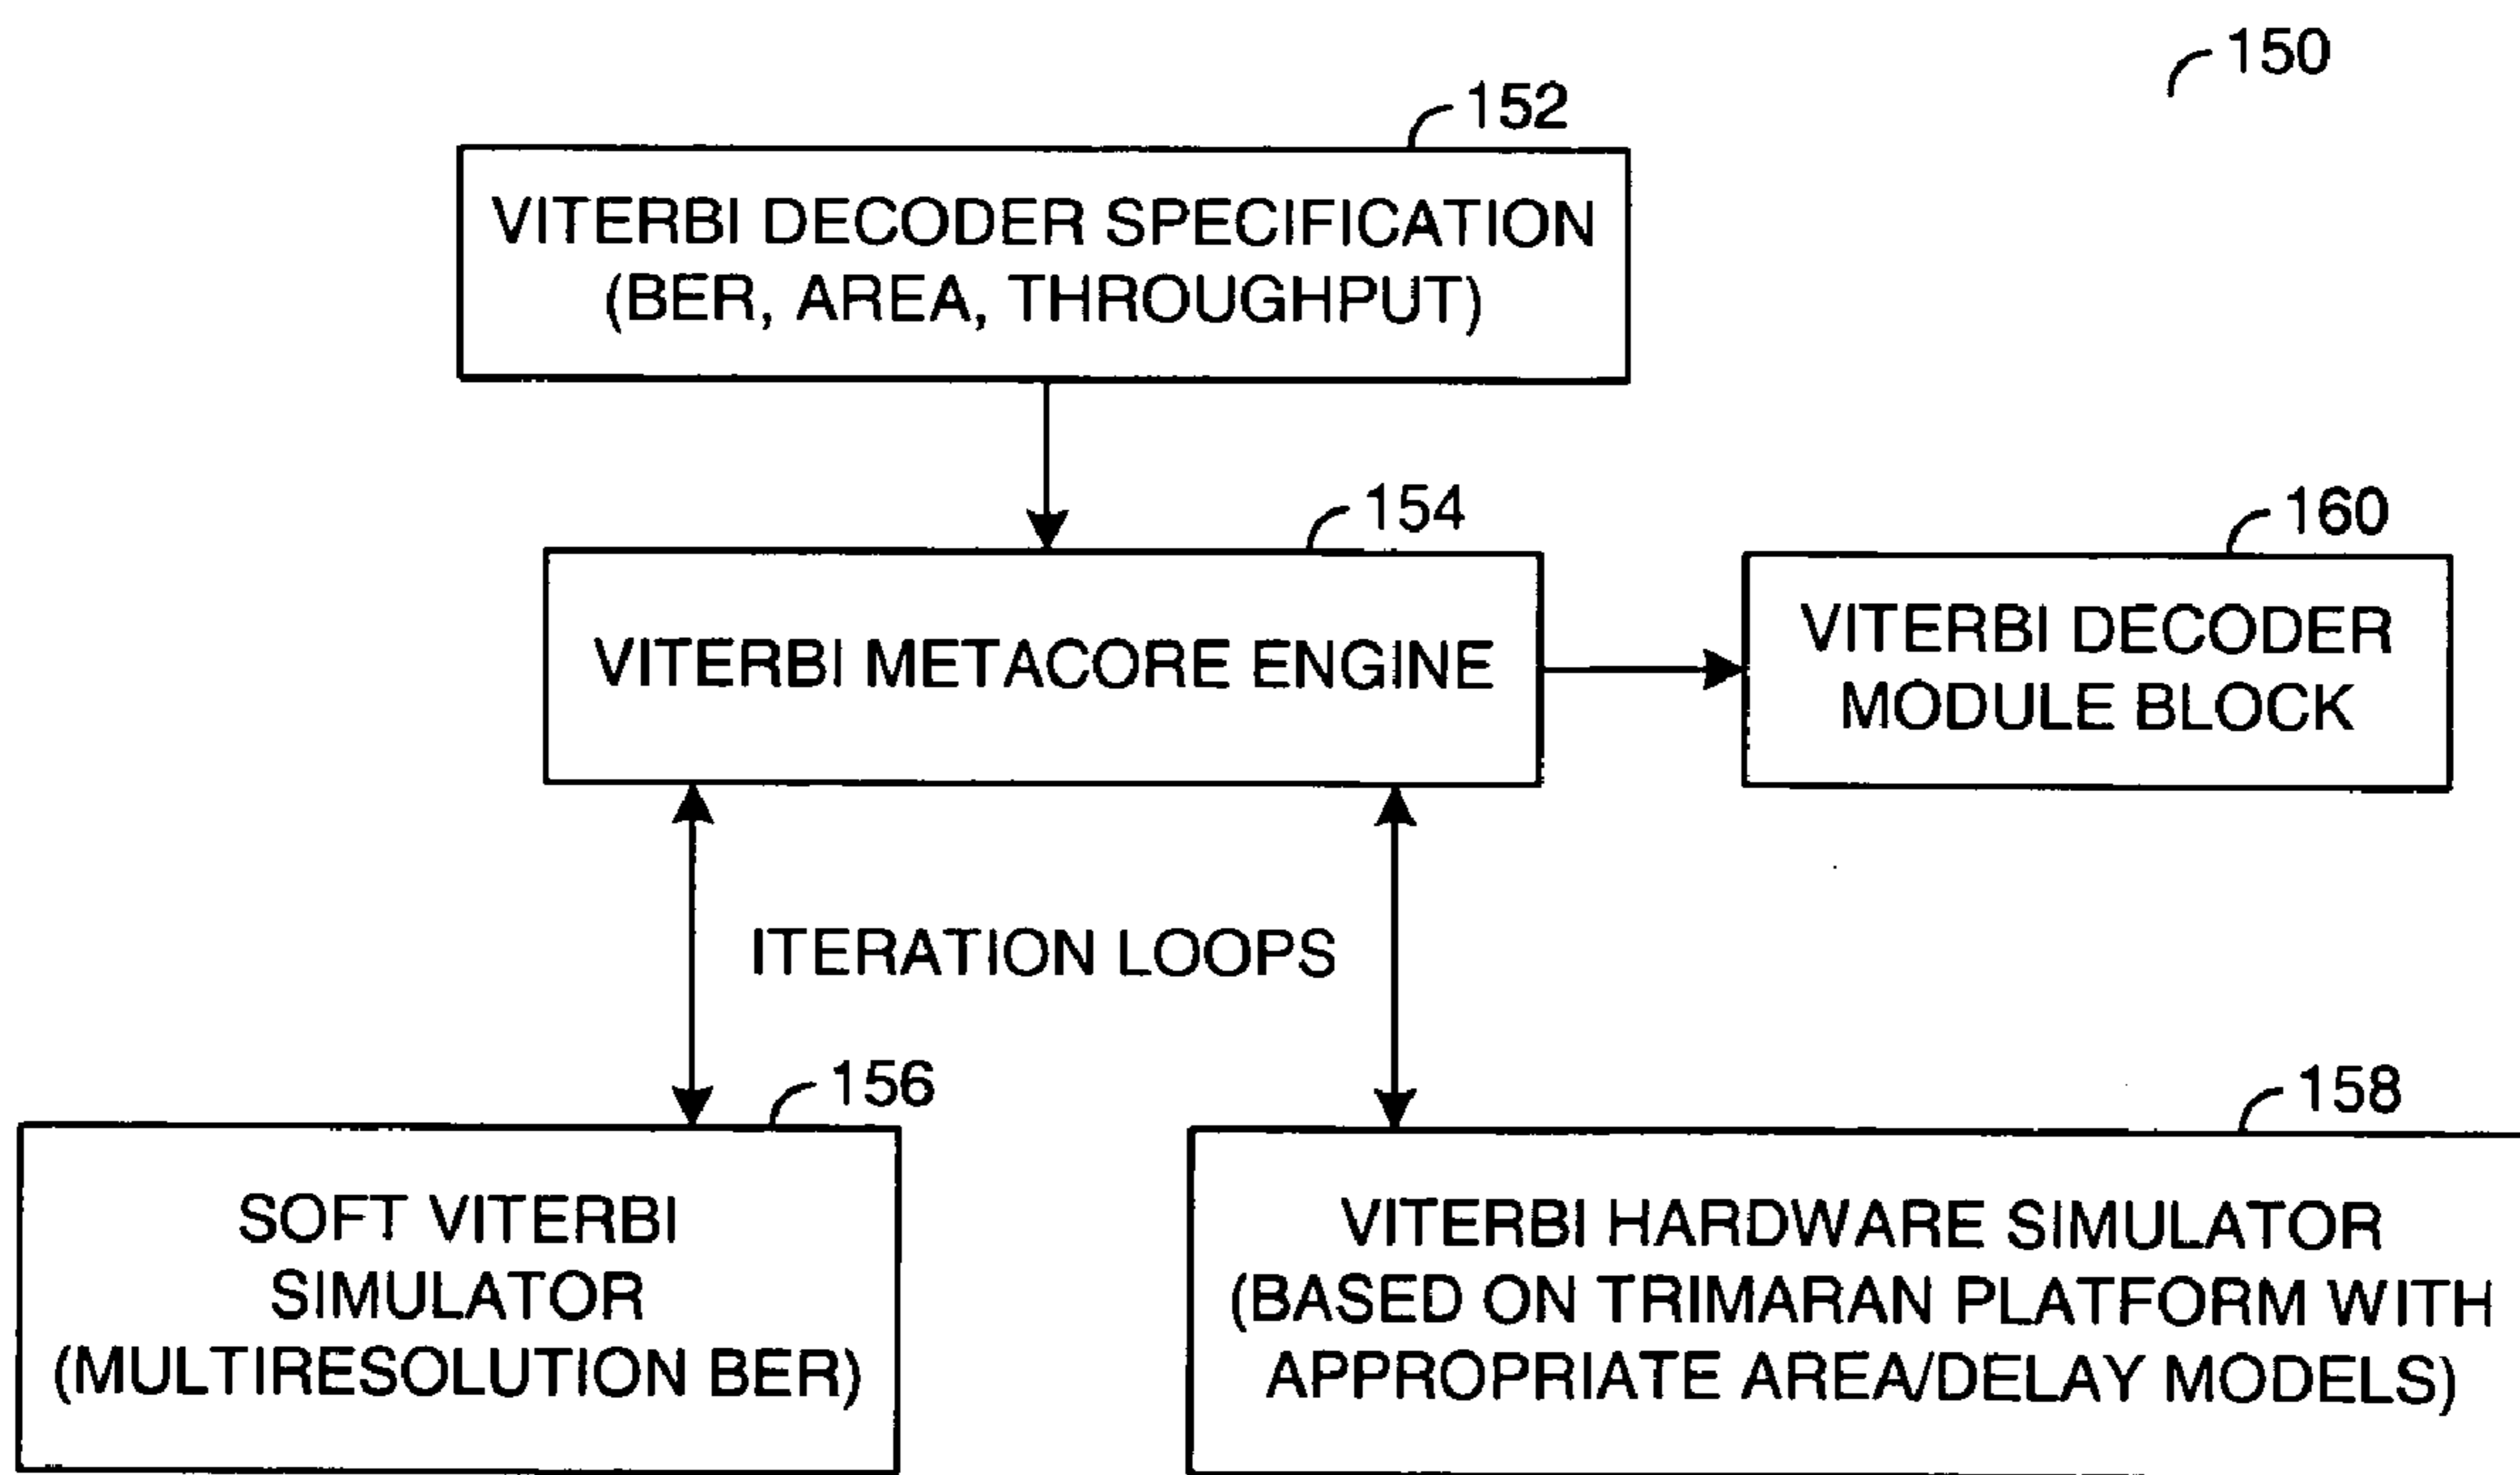 150
152
VITERBI DECODER SPECIFICATION
(BER, AREA, THROUGHPUT)
154
VITERBI METACORE ENGINE
160
VITERBI DECODER
MODULE BLOCK
ITERATION LOOPS
156
SOFT VITERBI
SIMULATOR
(MULTIRESOLUTION BER)
158
VITERBI HARDWARE SIMULATOR
(BASED ON TRIMARAN PLATFORM WITH
APPROPRIATE AREA/DELAY MODELS)